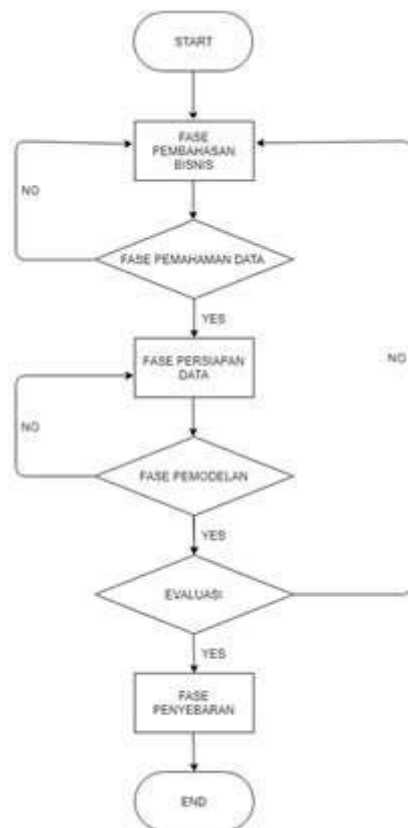 START
FASE
PEMBAHASAN
BISNIS
NO
FASE PEMAHAMAN DATA
YES
FASE PERSIAPAN
DATA
NO
NO
FASE PEMODELAN
YES
EVALUASI
YES
FASE
PENYEBARAN
END